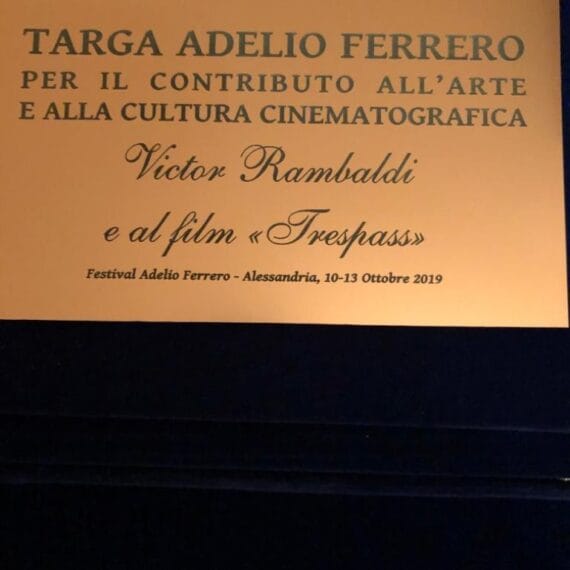 TARGA ADELIO FERRERO
PER IL CONTRIBUTO ALL'ARTE
E ALLA CULTURA CINEMATOGRAFICA
Victor Rambaldi
e al film «Trespass»
Festival Adelio Ferrero - Alessandria, 10-13 Ottobre 2019